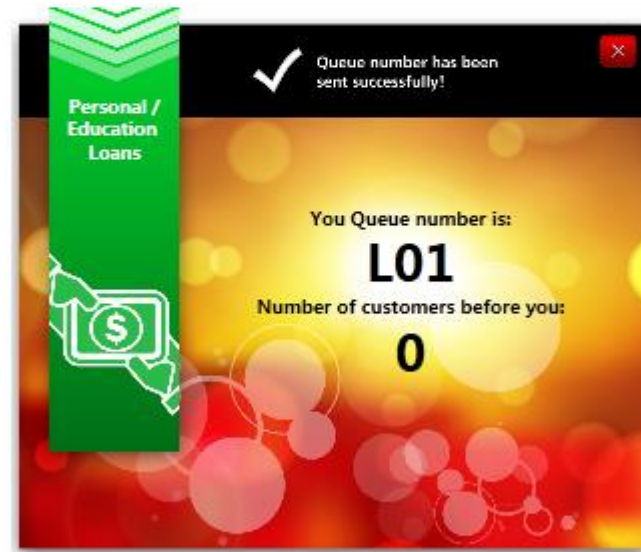 Queue number has been
sent successfully!
Personal /
Education
Loans
$
You Queue number is:
L01
Number of customers before you:
0